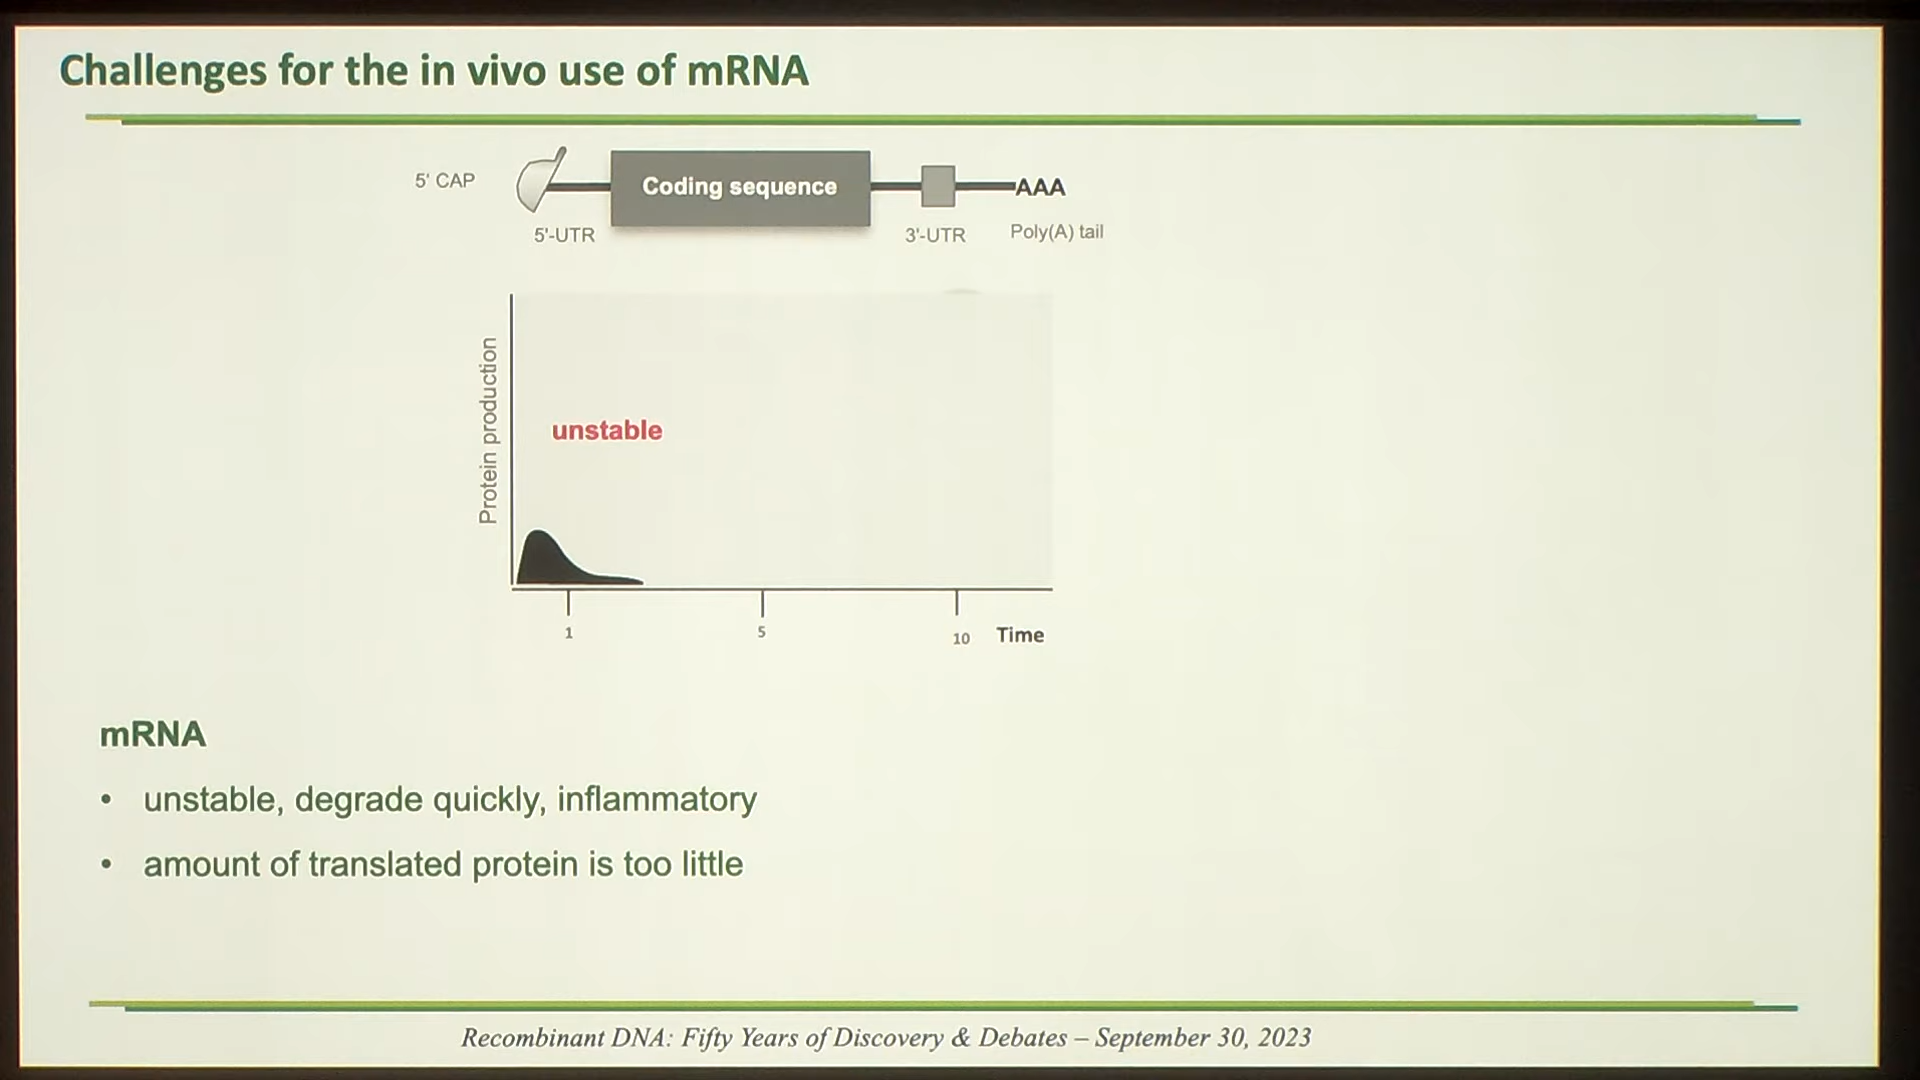 Challenges for the in vivo use of mRNA
5' CAP
Coding sequence
AAA
5'-UTR
3'-UTR
Poly(A) tail
Protein production
unstable
1
5
10
Time
mRNA
• unstable, degrade quickly, inflammatory
• amount of translated protein is too little
Recombinant DNA: Fifty Years of Discovery & Debates – September 30, 2023